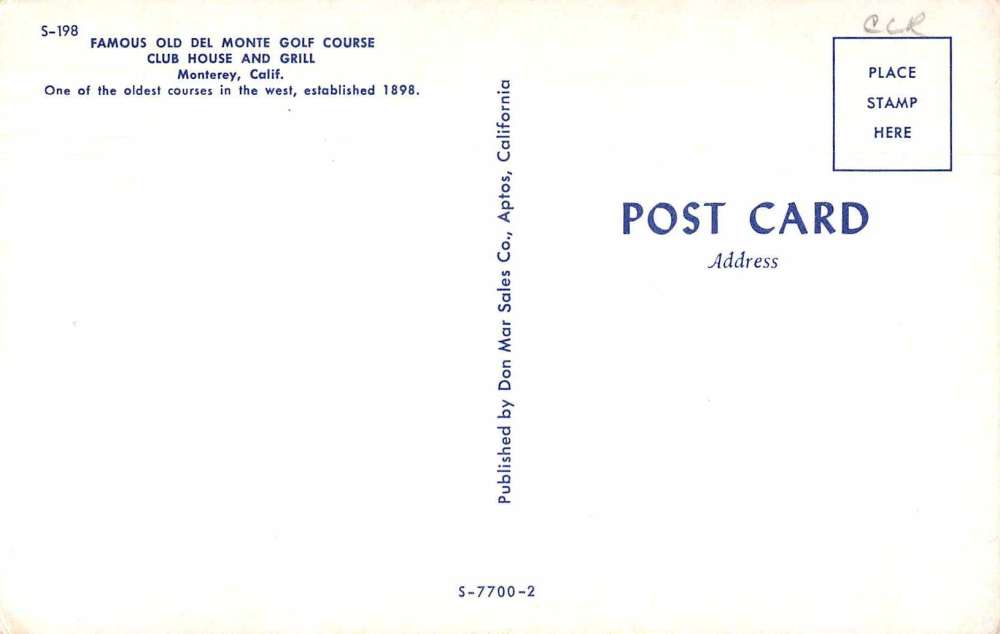 S-198
FAMOUS OLD DEL MONTE GOLF COURSE
CLUB HOUSE AND GRILL
Monterey, Calif.
One of the oldest courses in the west, established 1898.
Published by Don Mar Sales Co., Aptos, California
CCR
PLACE
STAMP
HERE
POST CARD
Address
S-7700-2